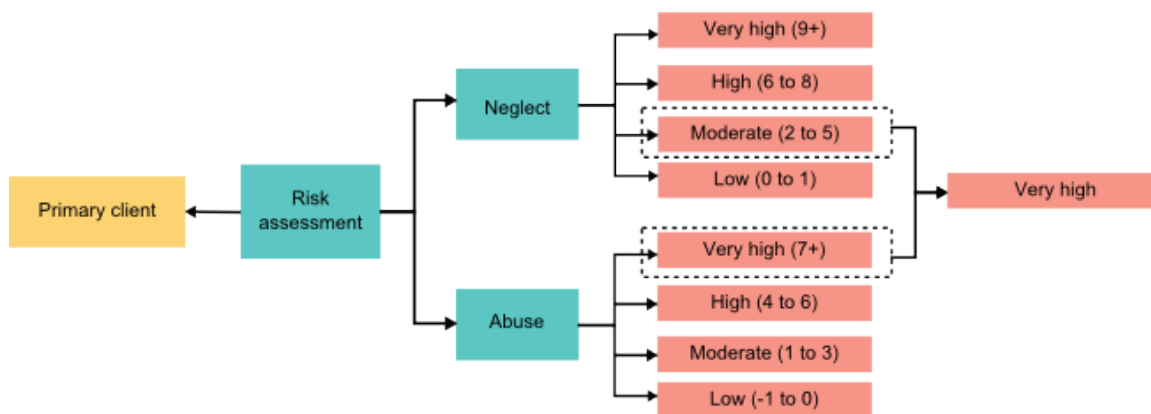 Very high (9+)
High (6 to 8)
Neglect
Moderate (2 to 5)
Low (0 to 1)
Primary client
Risk
assessment
Very high
Very high (7+)
High (4 to 6)
Abuse
Moderate (1 to 3)
Low (-1 to 0)